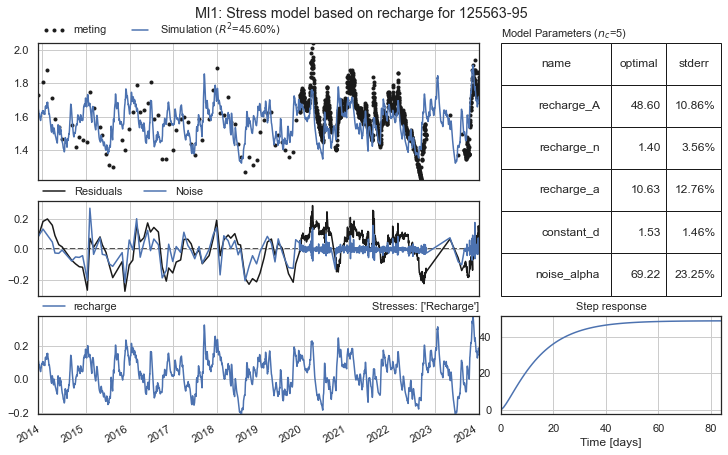 MI1: Stress model based on recharge for 125563-95
meting Simulation (R²=45.60%)
2.0
1.8
1.6
1.4
Residuals Noise
0.2
0.0
−0.2
recharge Stresses: ['Recharge']
0.2
0.0
−0.2
2014 2015 2016 2017 2018 2019 2020 2021 2022 2023 2024
Model Parameters (n_c=5)
name optimal stderr
recharge_A 48.60 10.86%
recharge_n 1.40 3.56%
recharge_a 10.63 12.76%
constant_d 1.53 1.46%
noise_alpha 69.22 23.25%
Step response
40
20
0
0 20 40 60 80
Time [days]